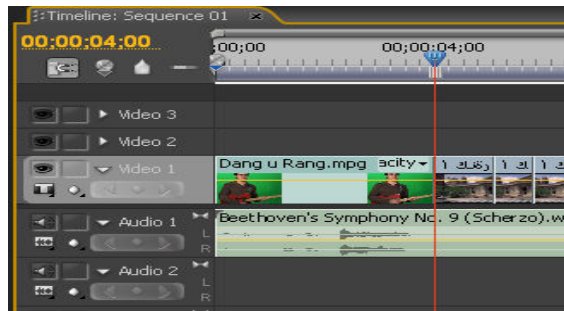 Timeline: Sequence 01 ×
00;00;04;00
;00;00
00;00;04;00
Video 3
Video 2
Video 1
Dang u Rang.mpg acity
Audio 1
Beethoven's Symphony No. 9 (Scherzo).w
L
R
Audio 2
L
R